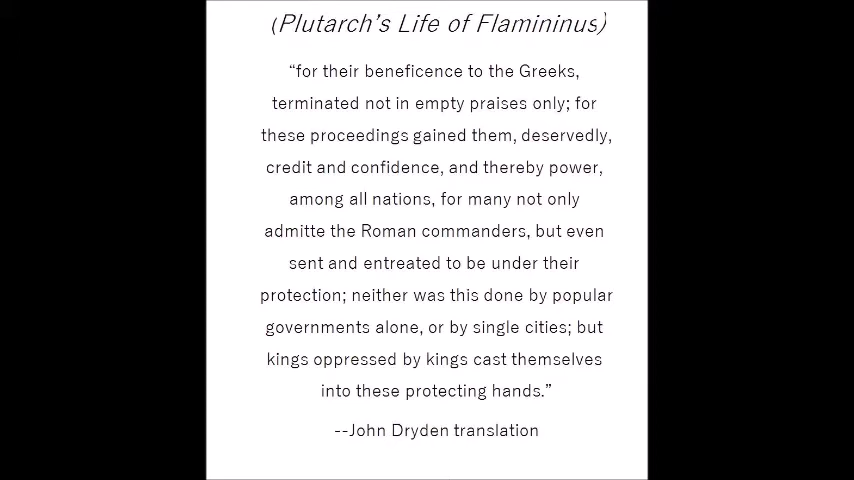 (Plutarch's Life of Flamininus)
“for their beneficence to the Greeks,
terminated not in empty praises only; for
these proceedings gained them, deservedly,
credit and confidence, and thereby power,
among all nations, for many not only
admitte the Roman commanders, but even
sent and entreated to be under their
protection; neither was this done by popular
governments alone, or by single cities; but
kings oppressed by kings cast themselves
into these protecting hands.”
--John Dryden translation